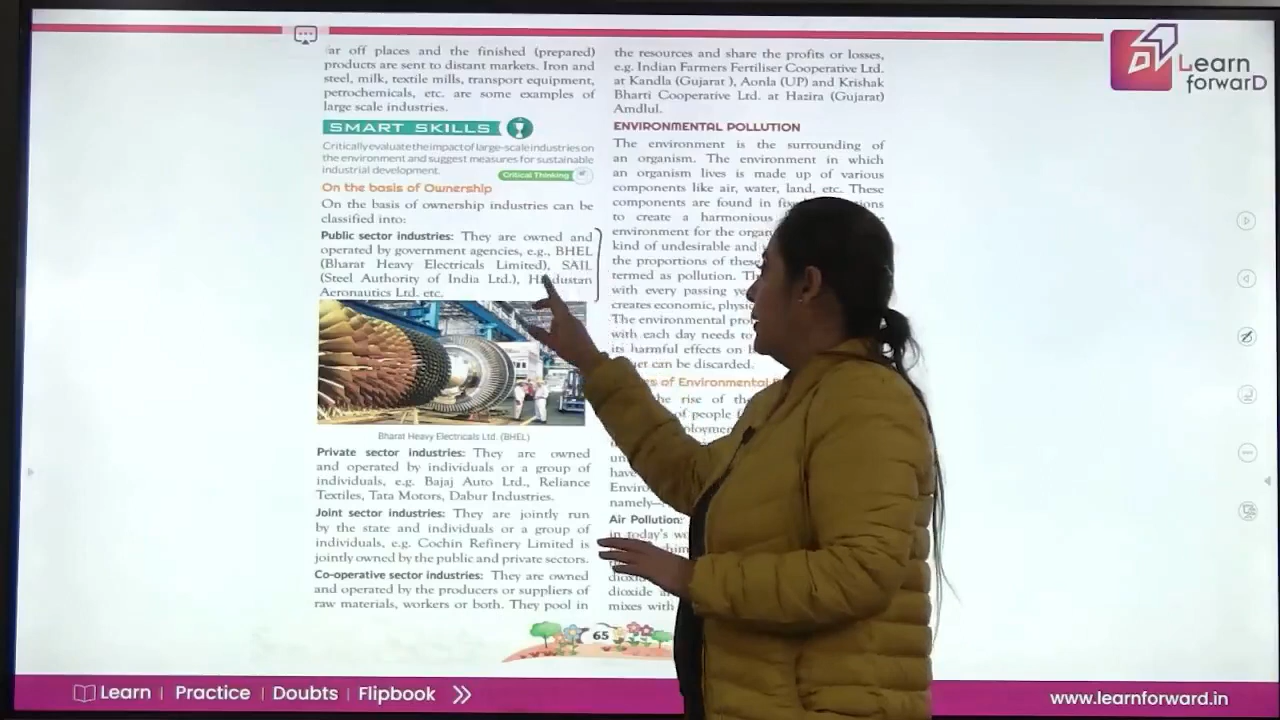 Learn
forwarD
ar off places and the finished (prepared)
products are sent to distant markets. Iron and
steel, milk, textile mills, transport equipment,
petrochemicals, etc. are some examples of
large scale industries.
SMART SKILLS
Critically evaluate the impact of large-scale industries on
the environment and suggest measures for sustainable
industrial development.
Critical Thinking
On the basis of Ownership
On the basis of ownership industries can be
classified into:
Public sector industries: They are owned and
operated by government agencies, e.g., BHEL
(Bharat Heavy Electricals Limited), SAIL
(Steel Authority of India Ltd.), Hindustan
Aeronautics Ltd. etc.
Bharat Heavy Electricals Ltd. (BHEL)
Private sector industries: They are owned
and operated by individuals or a group of
individuals, e.g. Bajaj Auto Ltd., Reliance
Textiles, Tata Motors, Dabur Industries.
Joint sector industries: They are jointly run
by the state and individuals or a group of
individuals, e.g. Cochin Refinery Limited is
jointly owned by the public and private sectors.
Co-operative sector industries: They are owned
and operated by the producers or suppliers of
raw materials, workers or both. They pool in
the resources and share the profits or losses,
e.g. Indian Farmers Fertiliser Cooperative Ltd.
at Kandla (Gujarat ), Aonla (UP) and Krishak
Bharti Cooperative Ltd. at Hazira (Gujarat)
Amdlul.
ENVIRONMENTAL POLLUTION
The environment is the surrounding of
an organism. The environment in which
an organism lives is made up of various
components like air, water, land, etc. These
components are found in
to create a harmonious
environment for the
kind of undesirable and
the proportions of these
termed as pollution.
with every passing
creates economic,
The environmental
with each day needs to
its harmful effects on
can be discarded.
of Environmental
the rise of
of people
have
namely
Air Pollution:
in today's
dioxide
mixes with
65
Learn | Practice | Doubts | Flipbook
www.learnforward.in